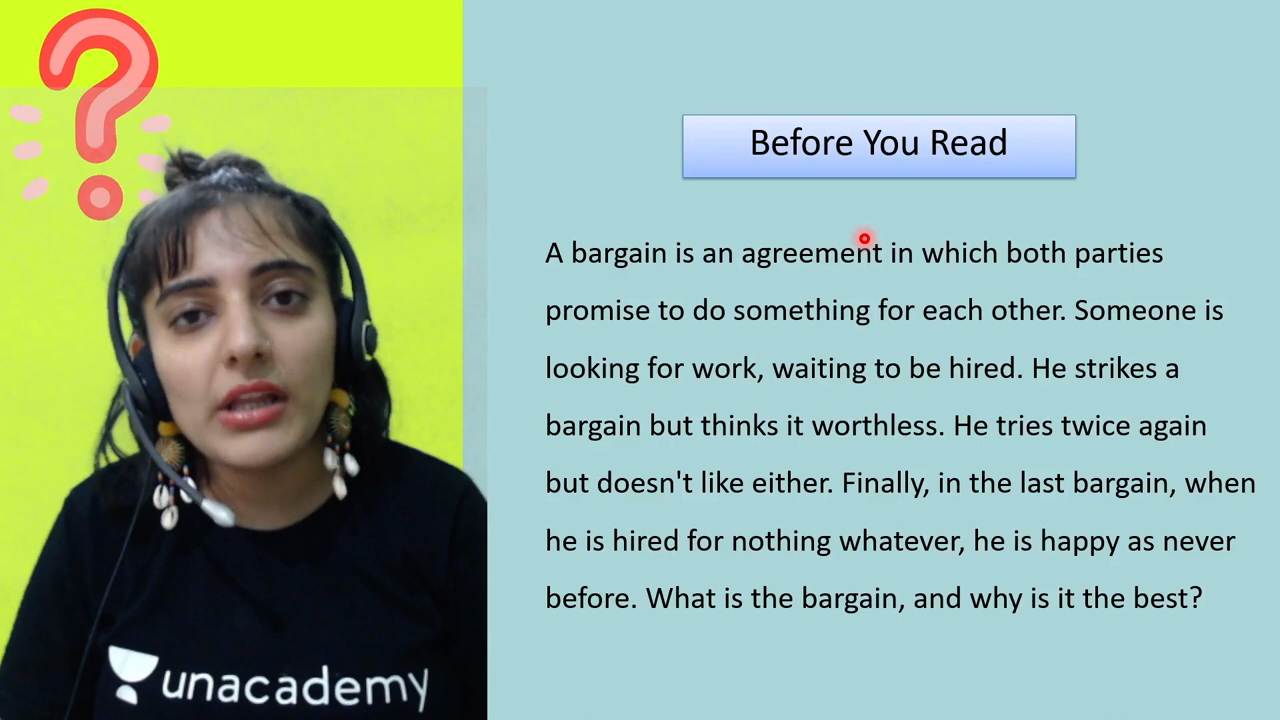 Before You Read
A bargain is an agreement in which both parties
promise to do something for each other. Someone is
looking for work, waiting to be hired. He strikes a
bargain but thinks it worthless. He tries twice again
but doesn't like either. Finally, in the last bargain, when
he is hired for nothing whatever, he is happy as never
before. What is the bargain, and why is it the best?
unacademy